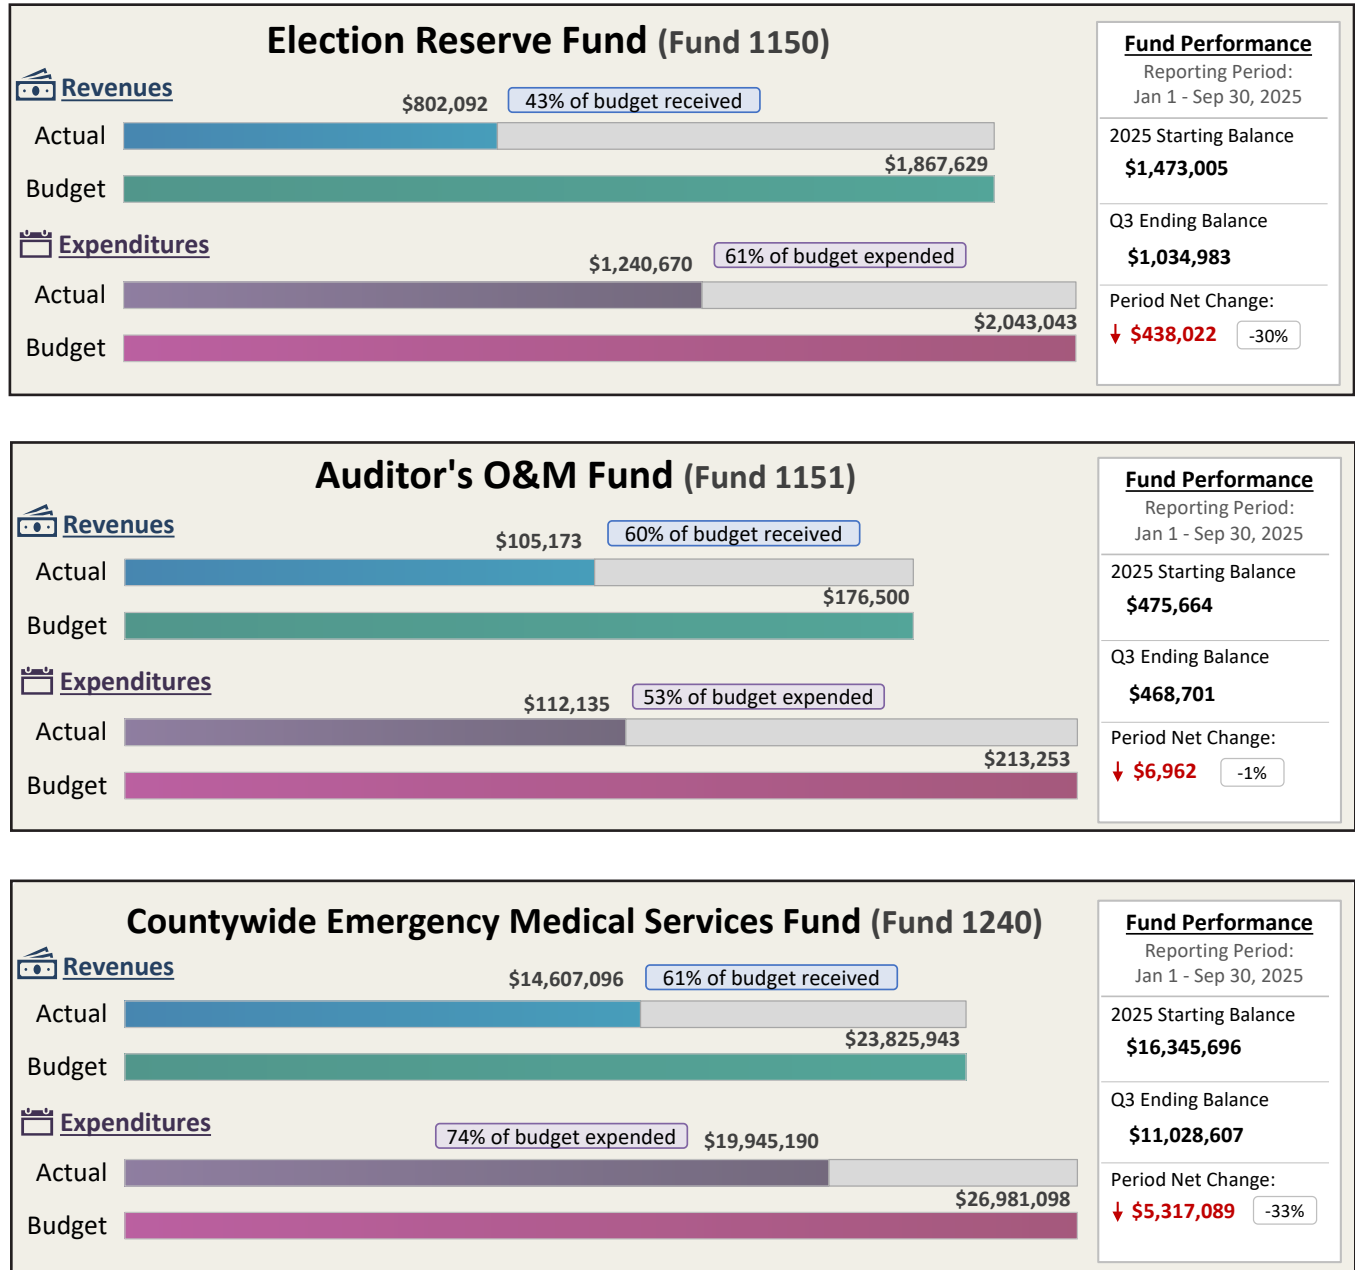 Election Reserve Fund (Fund 1150)
Revenues
$802,092
43% of budget received
Actual
$1,867,629
Budget
Expenditures
$1,240,670
61% of budget expended
Actual
$2,043,043
Budget
Fund Performance
Reporting Period:
Jan 1 - Sep 30, 2025
2025 Starting Balance
$1,473,005
Q3 Ending Balance
$1,034,983
Period Net Change:
$438,022
-30%
Auditor's O&M Fund (Fund 1151)
Revenues
$105,173
60% of budget received
Actual
$176,500
Budget
Expenditures
$112,135
53% of budget expended
Actual
$213,253
Budget
Fund Performance
Reporting Period:
Jan 1 - Sep 30, 2025
2025 Starting Balance
$475,664
Q3 Ending Balance
$468,701
Period Net Change:
$6,962
-1%
Countywide Emergency Medical Services Fund (Fund 1240)
Revenues
$14,607,096
61% of budget received
Actual
$23,825,943
Budget
Expenditures
74% of budget expended
$19,945,190
Actual
$26,981,098
Budget
Fund Performance
Reporting Period:
Jan 1 - Sep 30, 2025
2025 Starting Balance
$16,345,696
Q3 Ending Balance
$11,028,607
Period Net Change:
$5,317,089
-33%